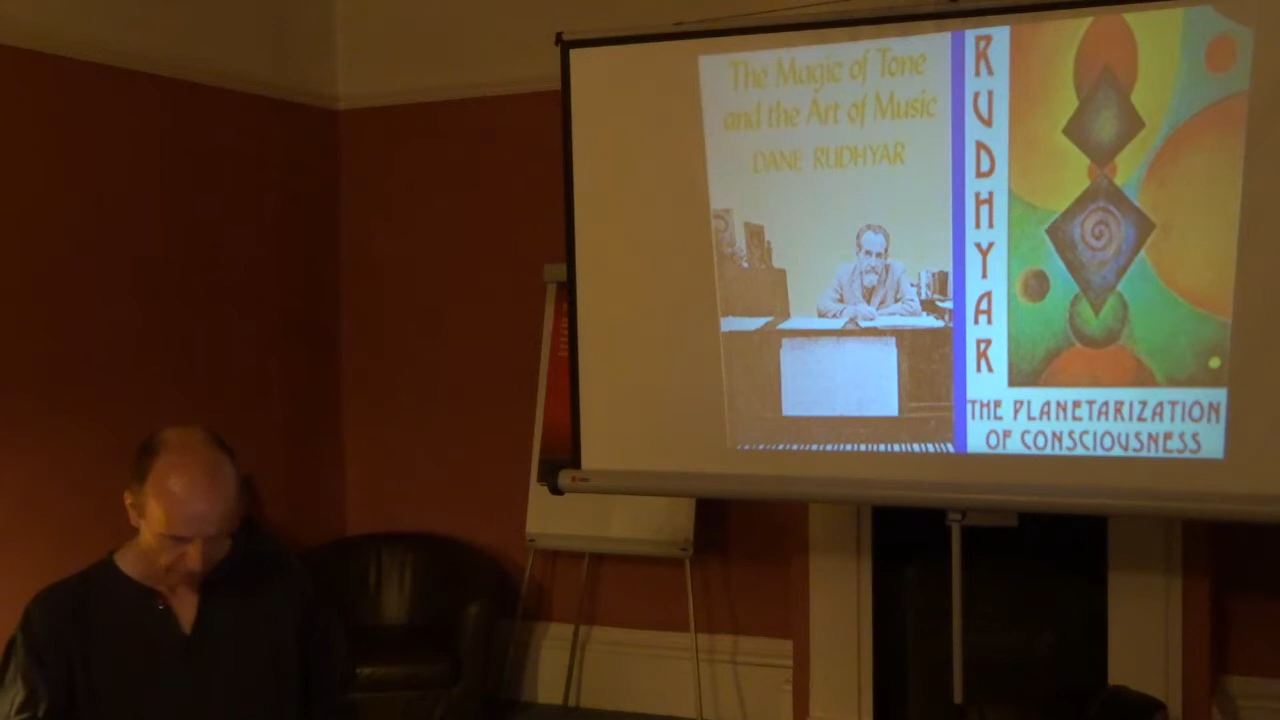 The Magic of Tone
and the Art of Music
DANE RUDHYAR
RUDHYAR
THE PLANETARIZATION
OF CONSCIOUSNESS